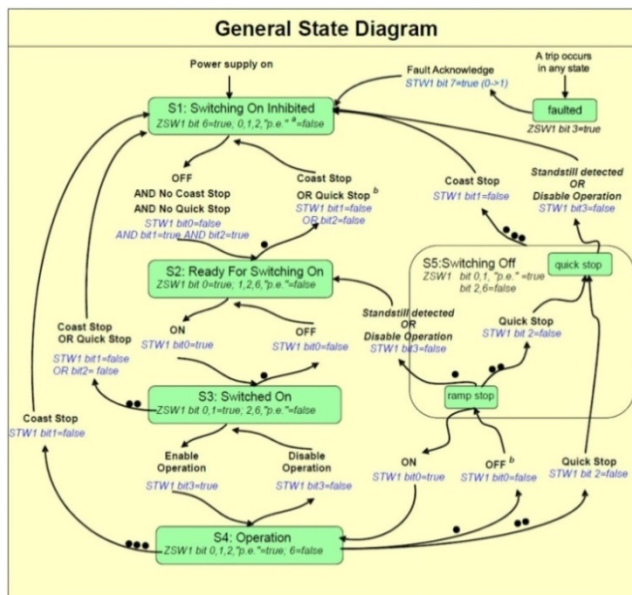 General State Diagram
Power supply on
Fault Acknowledge
STW1 bit 7=true (0->1)
A trip occurs
in any state
S1: Switching On Inhibited
ZSW1 bit 6=true; 0,1,2,"p.e." a=false
faulted
ZSW1 bit 3=true
OFF
AND No Coast Stop
AND No Quick Stop
STW1 bit0=false
AND bit1=true AND bit2=true
Coast Stop
OR Quick Stop b
STW1 bit1=false
OR bit2=false
Coast Stop
STW1 bit1=false
Standstill detected
OR
Disable Operation
STW1 bit3=false
S2: Ready For Switching On
ZSW1 bit 0=true; 1,2,6,"p.e."=false
S5:Switching Off
ZSW1 bit 0,1, "p.e." =true
bit 2,6=false
quick stop
Coast Stop
OR Quick Stop
STW1 bit1=false
OR bit2= false
ON
STW1 bit0=true
OFF
STW1 bit0=false
Standstill detected
OR
Disable Operation
STW1 bit3=false
Quick Stop
STW1 bit 2=false
S3: Switched On
ZSW1 bit 0,1=true; 2,6,"p.e."=false
ramp stop
Coast Stop
STW1 bit1=false
Enable
Operation
STW1 bit3=true
Disable
Operation
STW1 bit3=false
ON
STW1 bit0=true
OFF b
STW1 bit0=false
Quick Stop
STW1 bit 2=false
S4: Operation
ZSW1 bit 0,1,2,"p.e."=true; 6=false